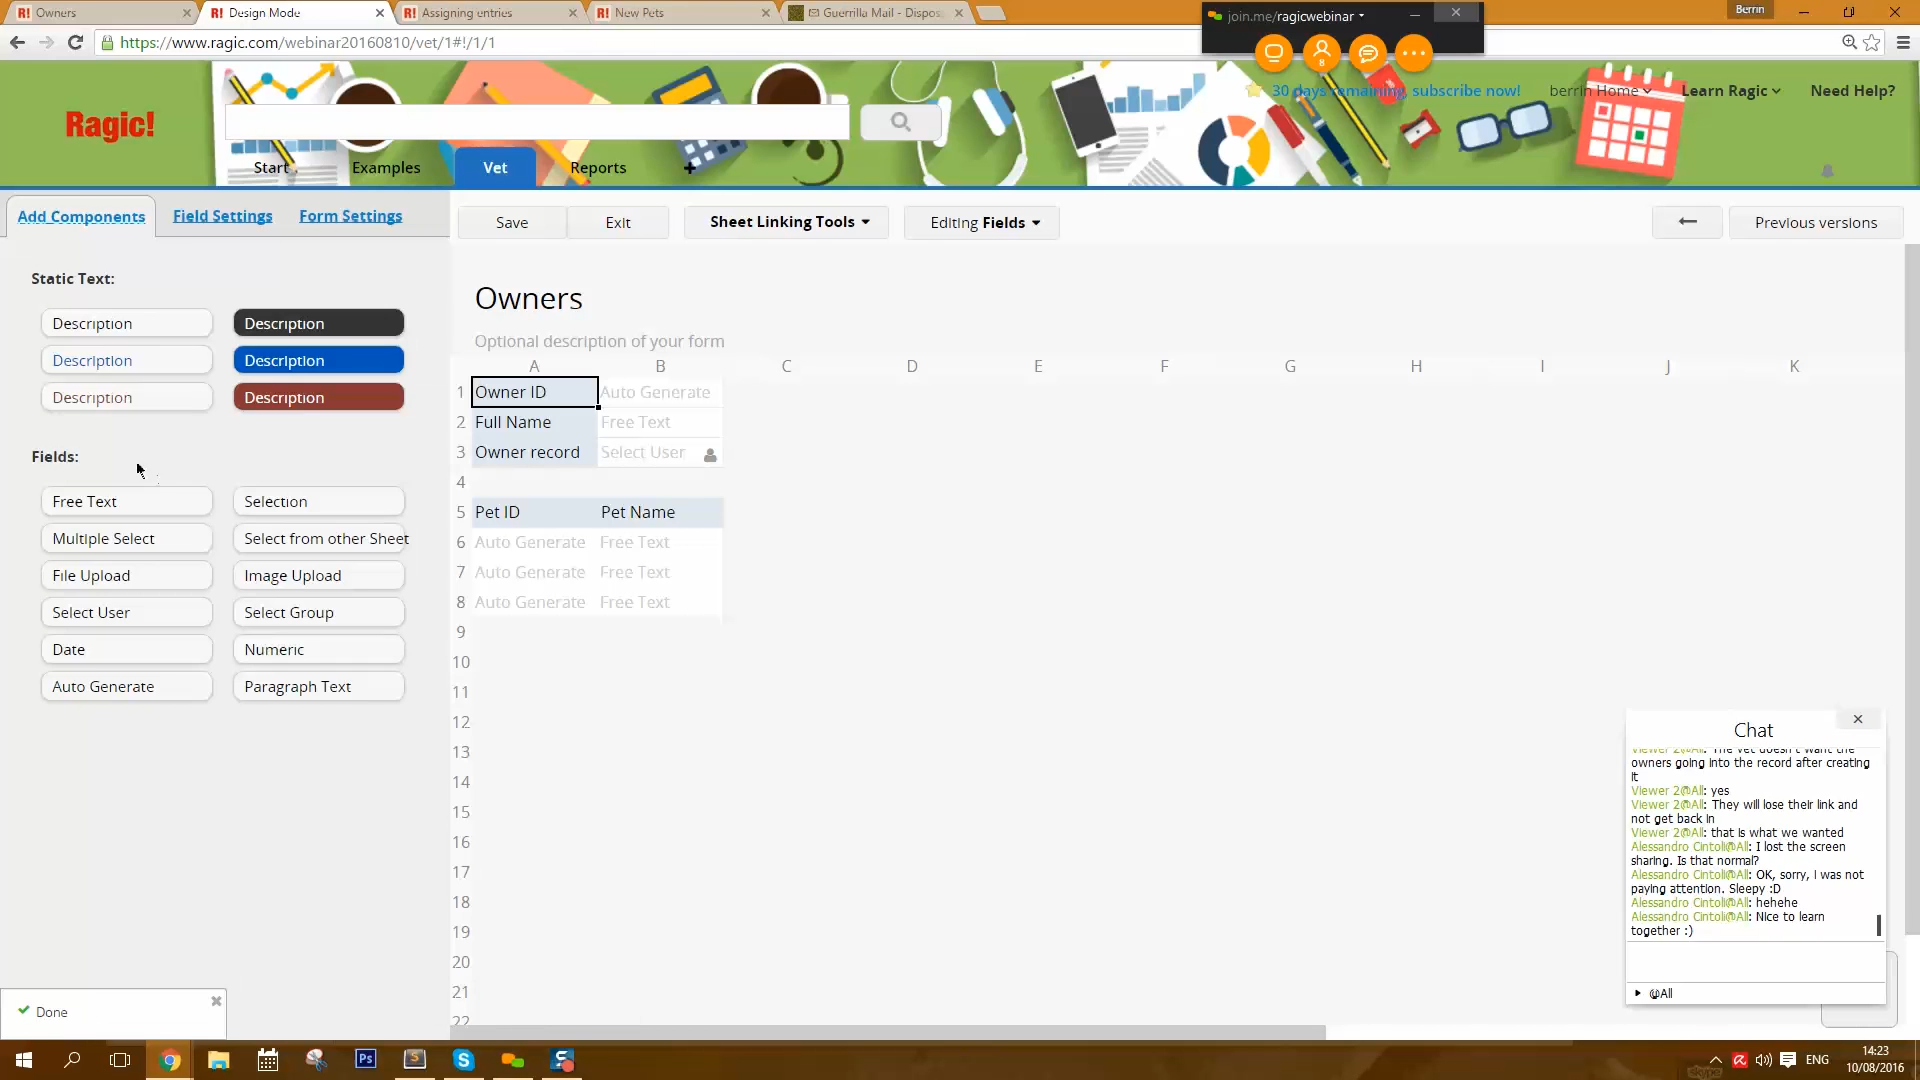 Owners
Design Mode
Assigning entries
New Pets
Guerrilla Mail - Dispos
Berrin
https://www.ragic.com/webinar20160810/vet/1#!/1/1
join.me/ragicwebinar
8
Ragic!
30 days remaining, subscribe now!
berrin Home
Learn Ragic
Need Help?
Start
Examples
Vet
Reports
+
Add Components
Field Settings
Form Settings
Save
Exit
Sheet Linking Tools
Editing Fields
Previous versions
Static Text:
Description Description
Description Description
Description Description
Fields:
Free Text Selection
Multiple Select Select from other Sheet
File Upload Image Upload
Select User Select Group
Date Numeric
Auto Generate Paragraph Text
Owners
Optional description of your form
A B C D E F G H I J K
1 Owner ID Auto Generate
2 Full Name Free Text
3 Owner record Select User
4
5 Pet ID Pet Name
6 Auto Generate Free Text
7 Auto Generate Free Text
8 Auto Generate Free Text
9
10
11
12
13
14
15
16
17
18
19
20
21
22
Chat
Viewer 2@All: The vet doesn't want the
owners going into the record after creating
it
Viewer 2@All: yes
Viewer 2@All: They will lose their link and
not get back in
Viewer 2@All: that is what we wanted
Alessandro Cintoli@All: I lost the screen
sharing. Is that normal?
Alessandro Cintoli@All: OK, sorry, I was not
paying attention. Sleepy :D
Alessandro Cintoli@All: hehehe
Alessandro Cintoli@All: Nice to learn
together :)
@All
Done
Ps
ENG
14:23
10/08/2016